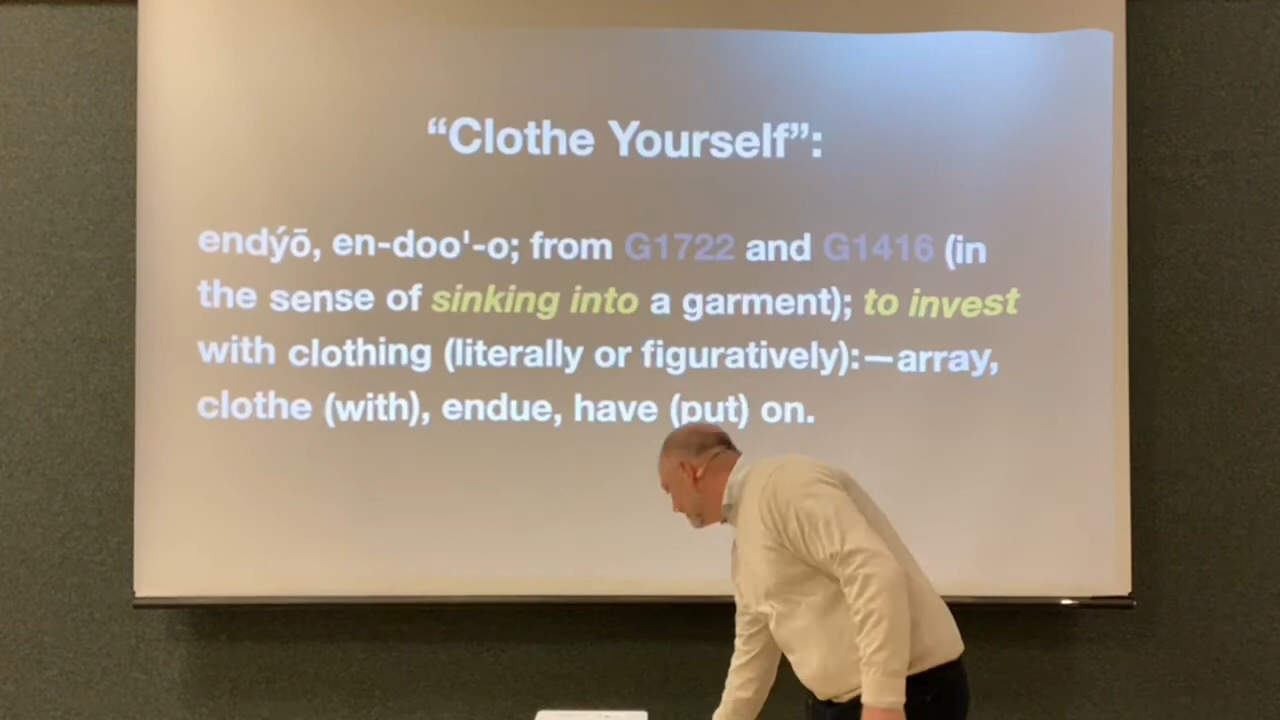 “Clothe Yourself”:
endýō, en-doo'-o; from G1722 and G1416 (in
the sense of sinking into a garment); to invest
with clothing (literally or figuratively):—array,
clothe (with), endue, have (put) on.